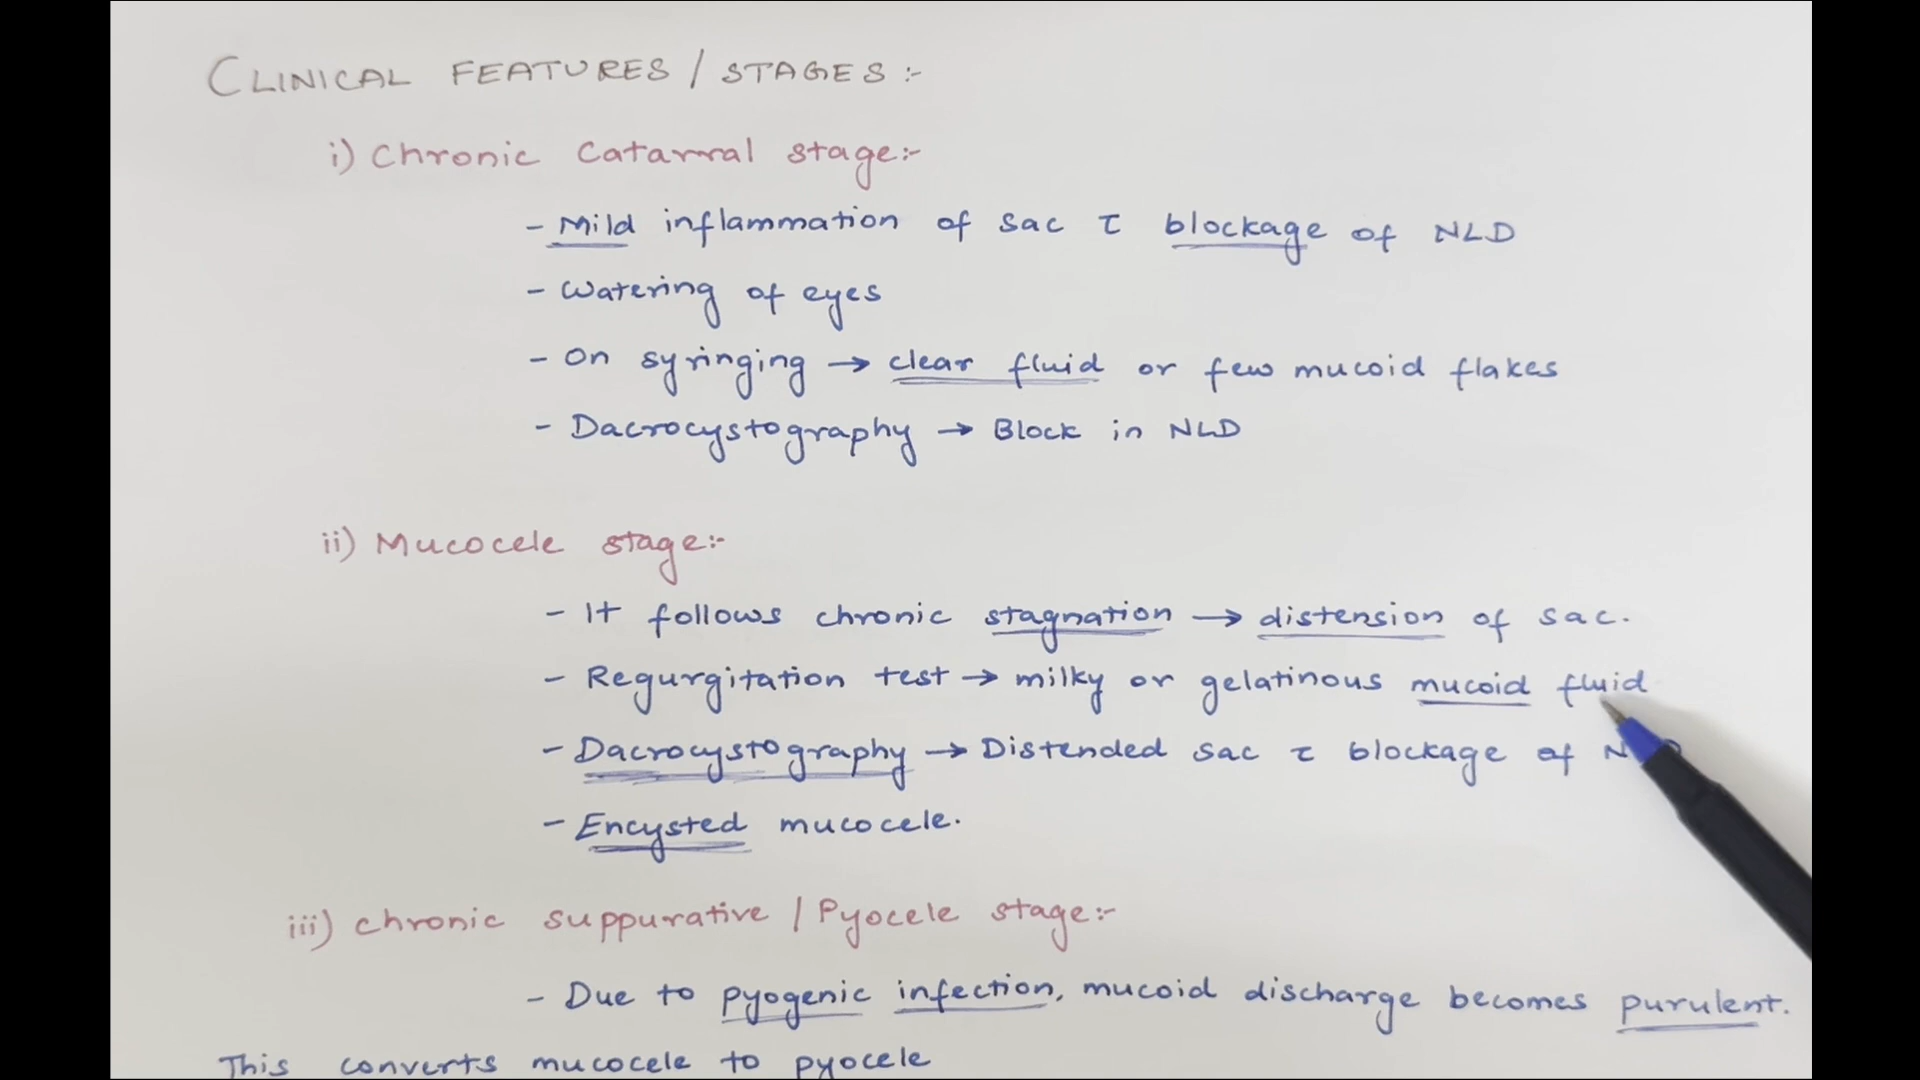 CLINICAL FEATURES / STAGES :-
i) Chronic Catarral stage:-
- Mild inflammation of sac τ blockage of NLD
- Watering of eyes
- On syringing → clear fluid or few mucoid flakes
- Dacrocystography → Block in NLD
ii) Mucocele stage:-
- It follows chronic stagnation → distension of sac.
- Regurgitation test → milky or gelatinous mucoid fluid
- Dacrocystography → Distended sac τ blockage of
- Encysted mucocele.
iii) Chronic suppurative / Pyocele stage:-
- Due to pyogenic infection, mucoid discharge becomes purulent.
This converts mucocele to pyocele